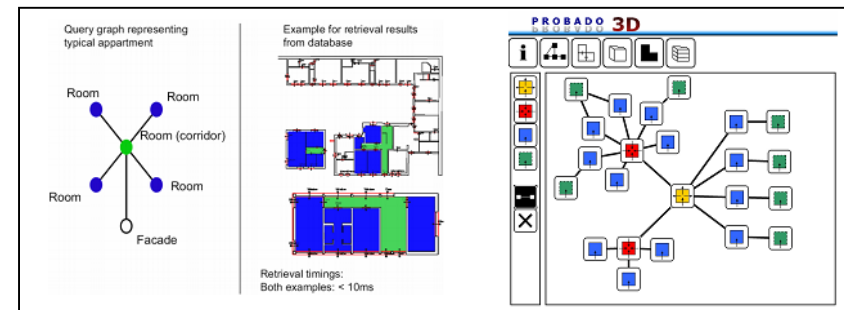 Query graph representing
typical appartment
Room
Room
Room (corridor)
Room
Room
Facade
Example for retrieval results
from database
Retrieval timings:
Both examples: < 10ms
PROBADO 3D
i